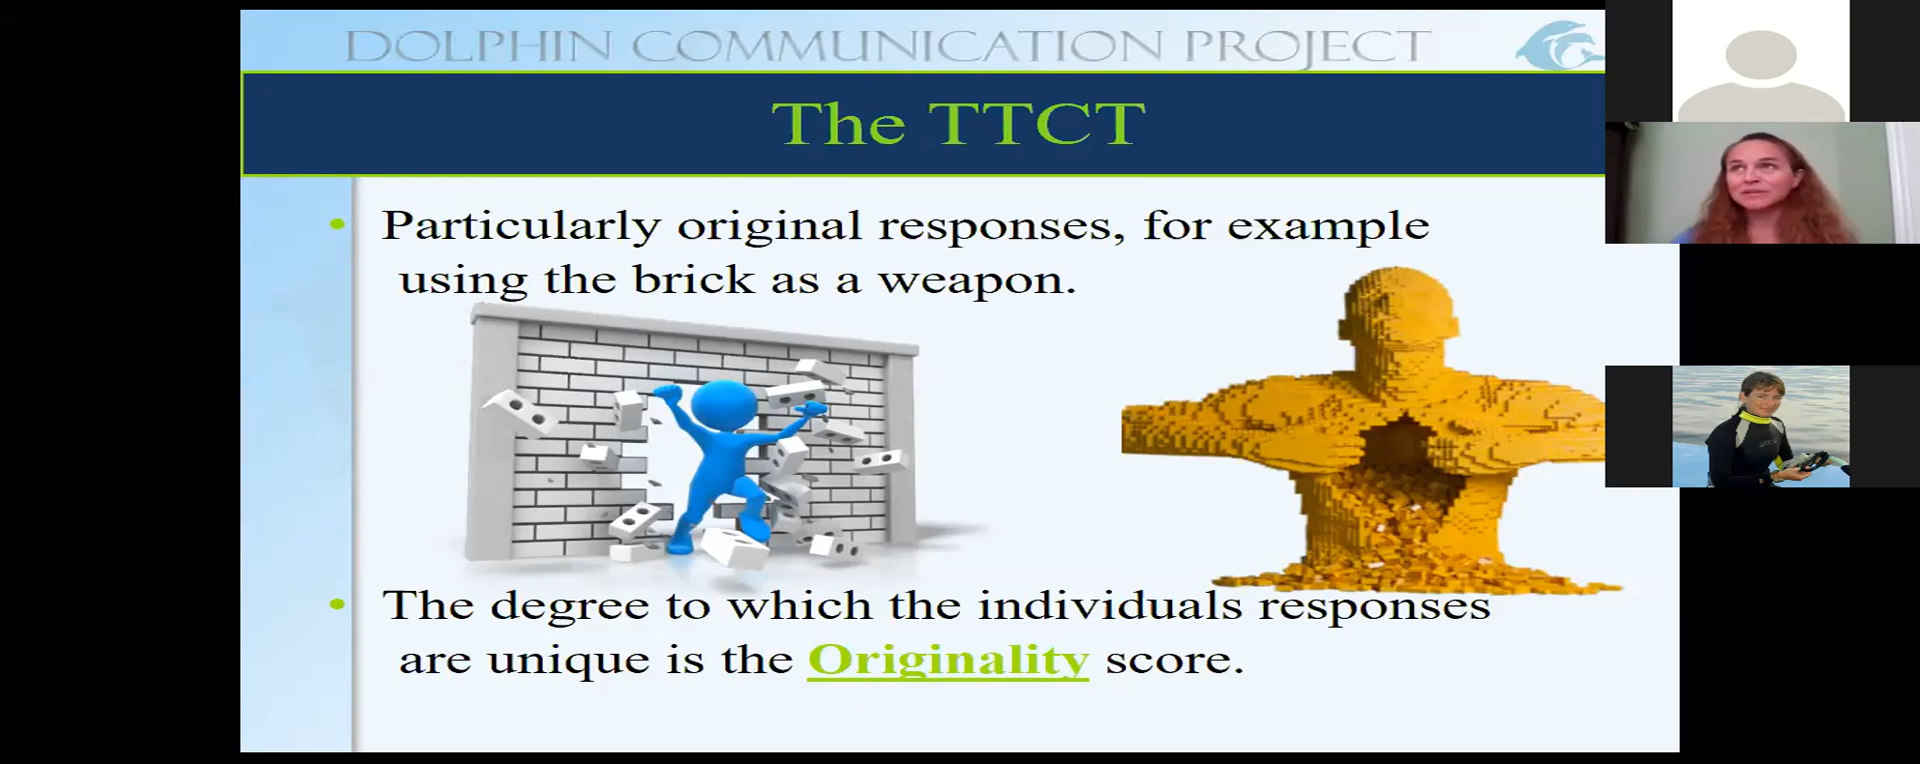 DOLPHIN COMMUNICATION PROJECT
The TTCT
• Particularly original responses, for example
using the brick as a weapon.
• The degree to which the individuals responses
are unique is the Originality score.